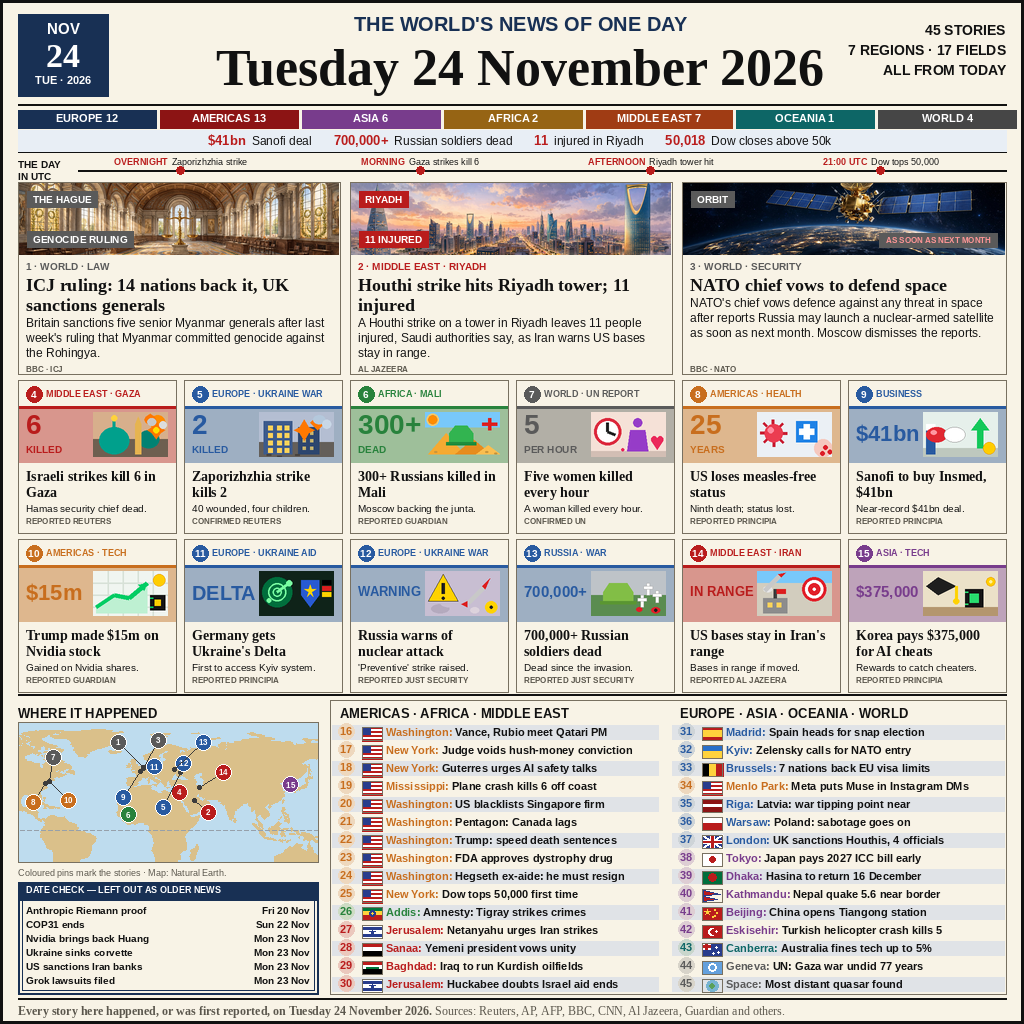 NOV
24
TUE · 2026
THE WORLD'S NEWS OF ONE DAY
Tuesday 24 November 2026
45 STORIES
7 REGIONS · 17 FIELDS
ALL FROM TODAY
EUROPE 12
AMERICAS 13
ASIA 6
AFRICA 2
MIDDLE EAST 7
OCEANIA 1
WORLD 4
$41bn Sanofi deal 700,000+ Russian soldiers dead 11 injured in Riyadh 50,018 Dow closes above 50k
THE DAY
IN UTC
OVERNIGHT Zaporizhzhia strike
MORNING Gaza strikes kill 6
AFTERNOON Riyadh tower hit
21:00 UTC Dow tops 50,000
THE HAGUE
GENOCIDE RULING
1 · WORLD · LAW
ICJ ruling: 14 nations back it, UK
sanctions generals
Britain sanctions five senior Myanmar generals after last
week's ruling that Myanmar committed genocide against
the Rohingya.
BBC · ICJ
RIYADH
11 INJURED
2 · MIDDLE EAST · RIYADH
Houthi strike hits Riyadh tower; 11
injured
A Houthi strike on a tower in Riyadh leaves 11 people
injured, Saudi authorities say, as Iran warns US bases
stay in range.
AL JAZEERA
ORBIT
AS SOON AS NEXT MONTH
3 · WORLD · SECURITY
NATO chief vows to defend space
NATO's chief vows defence against any threat in space
after reports Russia may launch a nuclear-armed satellite
as soon as next month. Moscow dismisses the reports.
BBC · NATO
4 MIDDLE EAST · GAZA
6
KILLED
Israeli strikes kill 6 in
Gaza
Hamas security chief dead.
REPORTED REUTERS
5 EUROPE · UKRAINE WAR
2
KILLED
Zaporizhzhia strike
kills 2
40 wounded, four children.
CONFIRMED REUTERS
6 AFRICA · MALI
300+
DEAD
300+ Russians killed in
Mali
Moscow backing the junta.
REPORTED GUARDIAN
7 WORLD · UN REPORT
5
PER HOUR
Five women killed
every hour
A woman killed every hour.
CONFIRMED UN
8 AMERICAS · HEALTH
25
YEARS
US loses measles-free
status
Ninth death; status lost.
REPORTED PRINCIPIA
9 BUSINESS
$41bn
Sanofi to buy Insmed,
$41bn
Near-record $41bn deal.
REPORTED PRINCIPIA
10 AMERICAS · TECH
$15m
Trump made $15m on
Nvidia stock
Gained on Nvidia shares.
REPORTED GUARDIAN
11 EUROPE · UKRAINE AID
DELTA
Germany gets
Ukraine's Delta
First to access Kyiv system.
REPORTED PRINCIPIA
12 EUROPE · UKRAINE WAR
WARNING
Russia warns of
nuclear attack
'Preventive' strike raised.
REPORTED JUST SECURITY
13 RUSSIA · WAR
700,000+
700,000+ Russian
soldiers dead
Dead since the invasion.
REPORTED JUST SECURITY
14 MIDDLE EAST · IRAN
IN RANGE
US bases stay in Iran's
range
Bases in range if moved.
REPORTED AL JAZEERA
15 ASIA · TECH
$375,000
Korea pays $375,000
for AI cheats
Rewards to catch cheaters.
REPORTED PRINCIPIA
WHERE IT HAPPENED
1
3
13
7
11
12
14
15
8
10
9
4
5
6
2
Coloured pins mark the stories · Map: Natural Earth.
DATE CHECK — LEFT OUT AS OLDER NEWS
Anthropic Riemann proof Fri 20 Nov
COP31 ends Sun 22 Nov
Nvidia brings back Huang Mon 23 Nov
Ukraine sinks corvette Mon 23 Nov
US sanctions Iran banks Mon 23 Nov
Grok lawsuits filed Mon 23 Nov
AMERICAS · AFRICA · MIDDLE EAST
16 Washington: Vance, Rubio meet Qatari PM
17 New York: Judge voids hush-money conviction
18 New York: Guterres urges AI safety talks
19 Mississippi: Plane crash kills 6 off coast
20 Washington: US blacklists Singapore firm
21 Washington: Pentagon: Canada lags
22 Washington: Trump: speed death sentences
23 Washington: FDA approves dystrophy drug
24 Washington: Hegseth ex-aide: he must resign
25 New York: Dow tops 50,000 first time
26 Addis: Amnesty: Tigray strikes crimes
27 Jerusalem: Netanyahu urges Iran strikes
28 Sanaa: Yemeni president vows unity
29 Baghdad: Iraq to run Kurdish oilfields
30 Jerusalem: Huckabee doubts Israel aid ends
EUROPE · ASIA · OCEANIA · WORLD
31 Madrid: Spain heads for snap election
32 Kyiv: Zelensky calls for NATO entry
33 Brussels: 7 nations back EU visa limits
34 Menlo Park: Meta puts Muse in Instagram DMs
35 Riga: Latvia: war tipping point near
36 Warsaw: Poland: sabotage goes on
37 London: UK sanctions Houthis, 4 officials
38 Tokyo: Japan pays 2027 ICC bill early
39 Dhaka: Hasina to return 16 December
40 Kathmandu: Nepal quake 5.6 near border
41 Beijing: China opens Tiangong station
42 Eskisehir: Turkish helicopter crash kills 5
43 Canberra: Australia fines tech up to 5%
44 Geneva: UN: Gaza war undid 77 years
45 Space: Most distant quasar found
Every story here happened, or was first reported, on Tuesday 24 November 2026. Sources: Reuters, AP, AFP, BBC, CNN, Al Jazeera, Guardian and others.